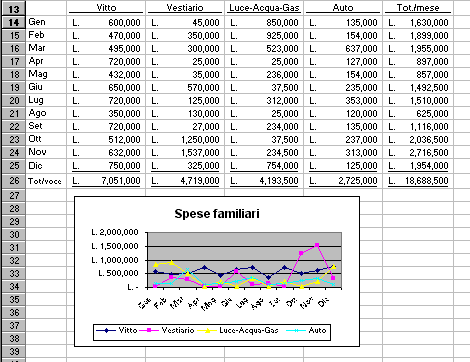 13 Vitto Vestiario Luce-Acqua-Gas Auto Tot./mese
14 Gen L. 600,000 L. 45,000 L. 850,000 L. 135,000 L. 1,630,000
15 Feb L. 470,000 L. 350,000 L. 925,000 L. 154,000 L. 1,899,000
16 Mar L. 495,000 L. 300,000 L. 523,000 L. 637,000 L. 1,955,000
17 Apr L. 720,000 L. 25,000 L. 25,000 L. 127,000 L. 897,000
18 Mag L. 432,000 L. 35,000 L. 236,000 L. 154,000 L. 857,000
19 Giu L. 650,000 L. 570,000 L. 37,500 L. 235,000 L. 1,492,500
20 Lug L. 720,000 L. 125,000 L. 312,000 L. 353,000 L. 1,510,000
21 Ago L. 350,000 L. 130,000 L. 25,000 L. 120,000 L. 625,000
22 Set L. 720,000 L. 27,000 L. 234,000 L. 135,000 L. 1,116,000
23 Ott L. 512,000 L. 1,250,000 L. 37,500 L. 237,000 L. 2,036,500
24 Nov L. 632,000 L. 1,537,000 L. 234,500 L. 313,000 L. 2,716,500
25 Dic L. 750,000 L. 325,000 L. 754,000 L. 125,000 L. 1,954,000
26 Tot/voce L. 7,051,000 L. 4,719,000 L. 4,193,500 L. 2,725,000 L. 18,688,500
27
28
29 Spese familiari
30
31 L. 2,000,000
L. 1,500,000
32 L. 1,000,000
33 L. 500,000
34 L. -
35 Gen Feb Mar Apr Mag Giu Lug Ago Set Ott Nov Dic
36
37 Vitto Vestiario Luce-Acqua-Gas Auto
38
39